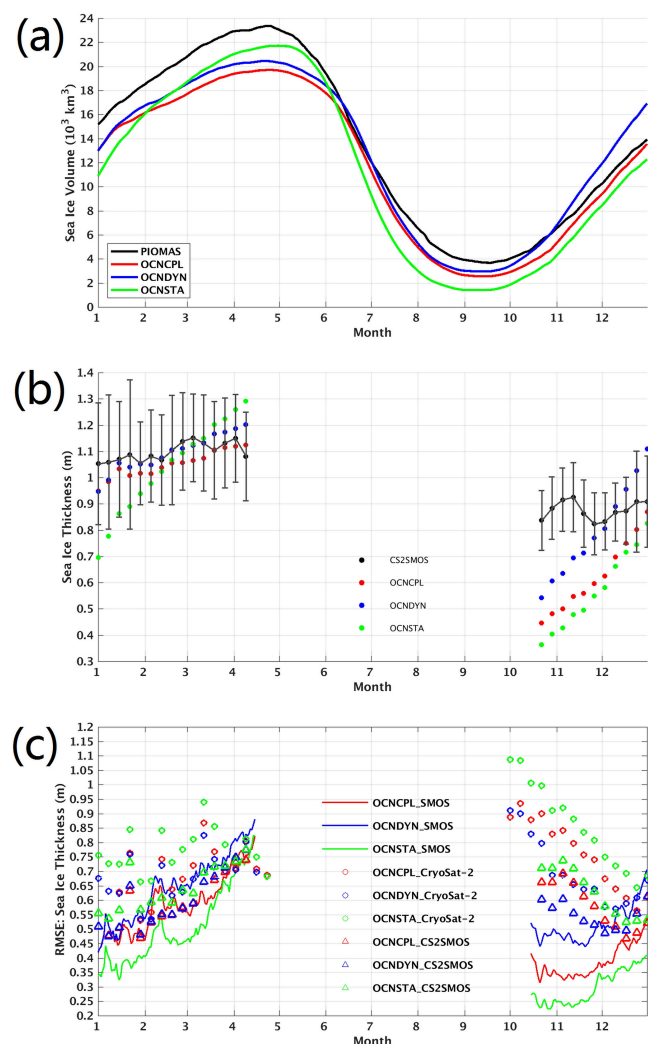 (a)
24
22
20
18
16
14
12
10
8
6
4
2
0
Sea Ice Volume (10³ km³)
PIOMAS
OCNCPL
OCNDYN
OCNSTA
1 2 3 4 5 6 7 8 9 10 11 12
Month
(b)
1.4
1.3
1.2
1.1
1
0.9
0.8
0.7
0.6
0.5
0.4
0.3
Sea Ice Thickness (m)
CS2SMOS
OCNCPL
OCNDYN
OCNSTA
1 2 3 4 5 6 7 8 9 10 11 12
Month
(c)
1.2
1.1
1.1
1
0.9
0.9
0.8
0.85
0.7
0.75
0.6
0.65
0.5
0.55
0.4
0.45
0.3
0.35
0.2
RMSE: Sea Ice Thickness (m)
OCNCPL_SMOS
OCNDYN_SMOS
OCNSTA_SMOS
OCNCPL_CryoSat-2
OCNDYN_CryoSat-2
OCNSTA_CryoSat-2
OCNCPL_CS2SMOS
OCNDYN_CS2SMOS
OCNSTA_CS2SMOS
1 2 3 4 5 6 7 8 9 10 11 12
Month